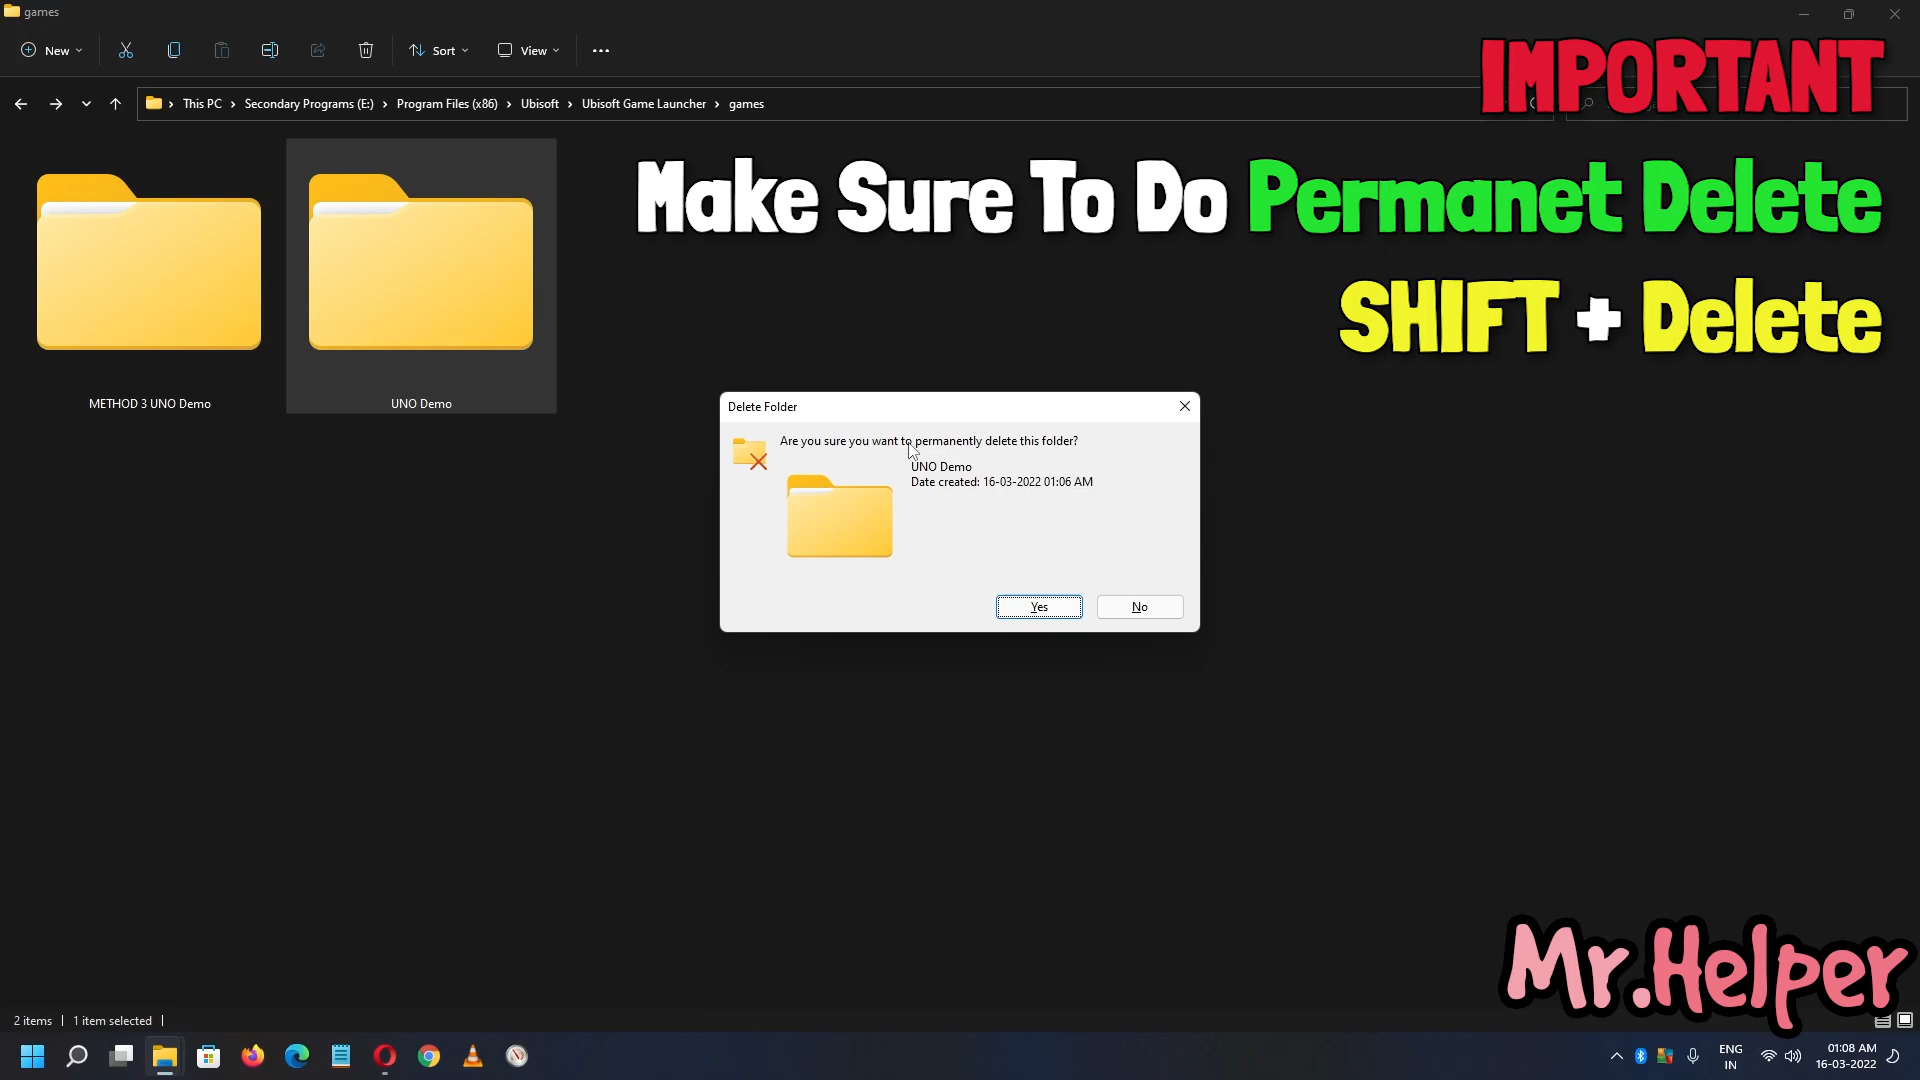 games
New
Sort
View
IMPORTANT
This PC > Secondary Programs (E:) > Program Files (x86) > Ubisoft > Ubisoft Game Launcher > games
Make Sure To Do Permanet Delete
SHIFT + Delete
METHOD 3 UNO Demo
UNO Demo
Delete Folder
Are you sure you want to permanently delete this folder?
UNO Demo
Date created: 16-03-2022 01:06 AM
Yes
No
Mr.Helper
2 items
1 item selected
ENG
IN
01:08 AM
16-03-2022